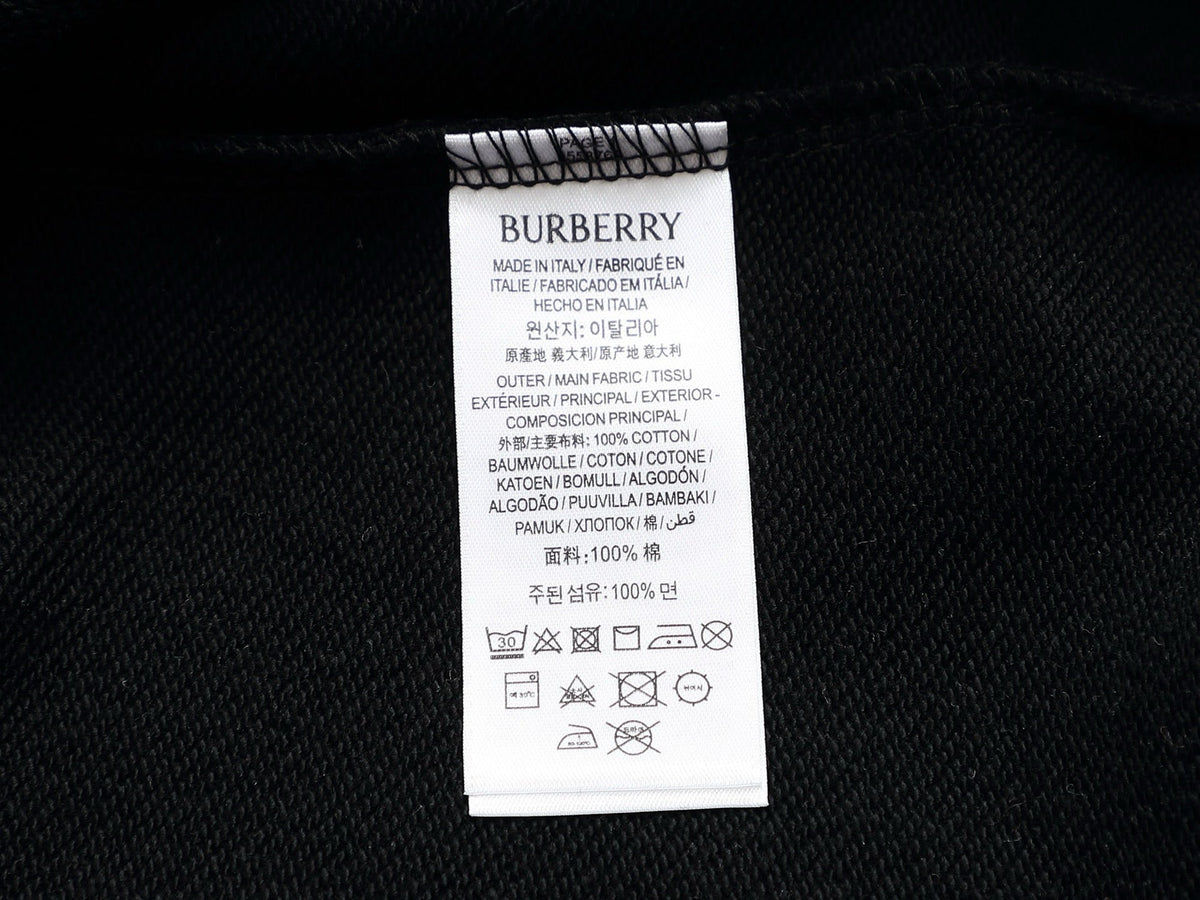 PAGE
BURBERRY
MADE IN ITALY / FABRIQUÉ EN
ITALIE / FABRICADO EM ITÁLIA /
HECHO EN ITALIA
원산지: 이탈리아
原產地 義大利/原产地 意大利
OUTER / MAIN FABRIC / TISSU
EXTÉRIEUR / PRINCIPAL / EXTERIOR -
COMPOSICION PRINCIPAL /
外部/主要布料: 100% COTTON /
BAUMWOLLE / COTON / COTONE /
KATOEN / BOMULL / ALGODÓN /
ALGODÃO / PUUVILLA / BAMBAKI /
PAMUK / ХЛОПОК / 棉 / قطن
面料:100% 棉
주된 섬유:100% 면
30